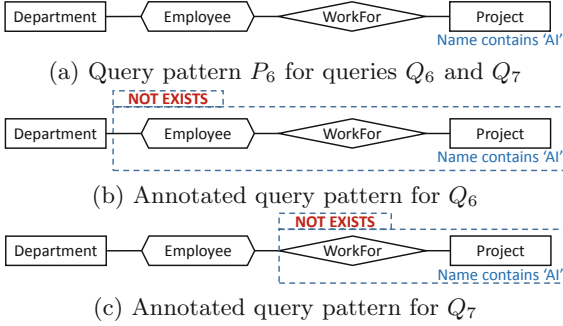 Department Employee WorkFor Project
Name contains 'AI'
(a) Query pattern P6 for queries Q6 and Q7
NOT EXISTS
Department Employee WorkFor Project
Name contains 'AI'
(b) Annotated query pattern for Q6
NOT EXISTS
Department Employee WorkFor Project
Name contains 'AI'
(c) Annotated query pattern for Q7